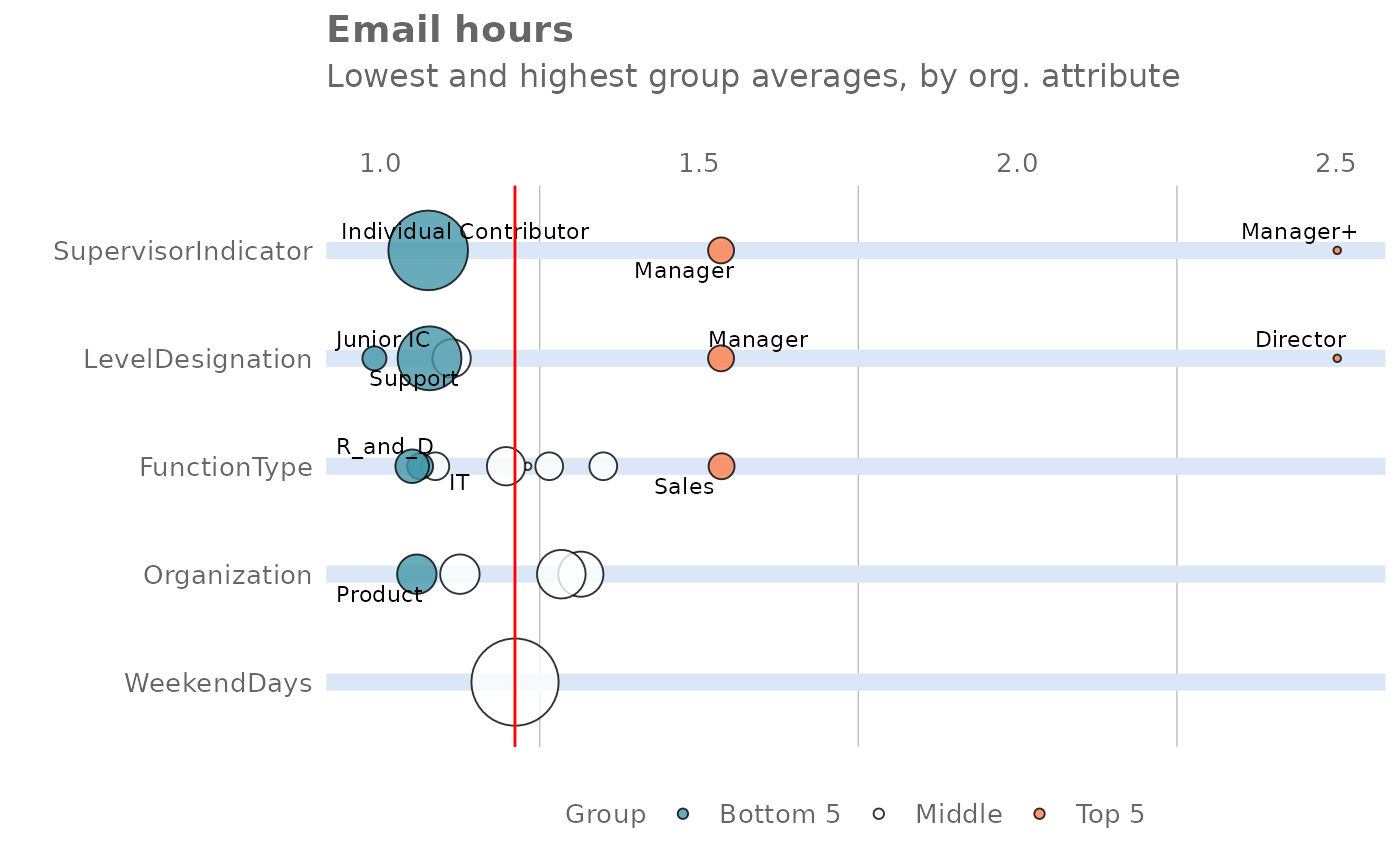 Email hours
Lowest and highest group averages, by org. attribute
1.0 1.5 2.0 2.5
Individual Contributor Manager+
SupervisorIndicator
Manager
Junior IC Manager Director
LevelDesignation
Support
R_and_D
FunctionType
IT Sales
Organization
Product
WeekendDays
Group Bottom 5 Middle Top 5